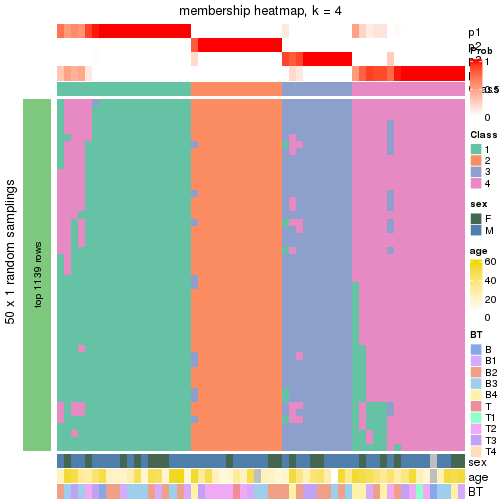 membership heatmap, k = 4
p1
p2
Prob
1
0.5
0
Class
1
2
3
4
sex
F
M
age
60
40
20
0
BT
B
B1
B2
B3
B4
T
T1
T2
T3
T4
50 x 1 random samplings
top 1139 rows
sex
age
BT